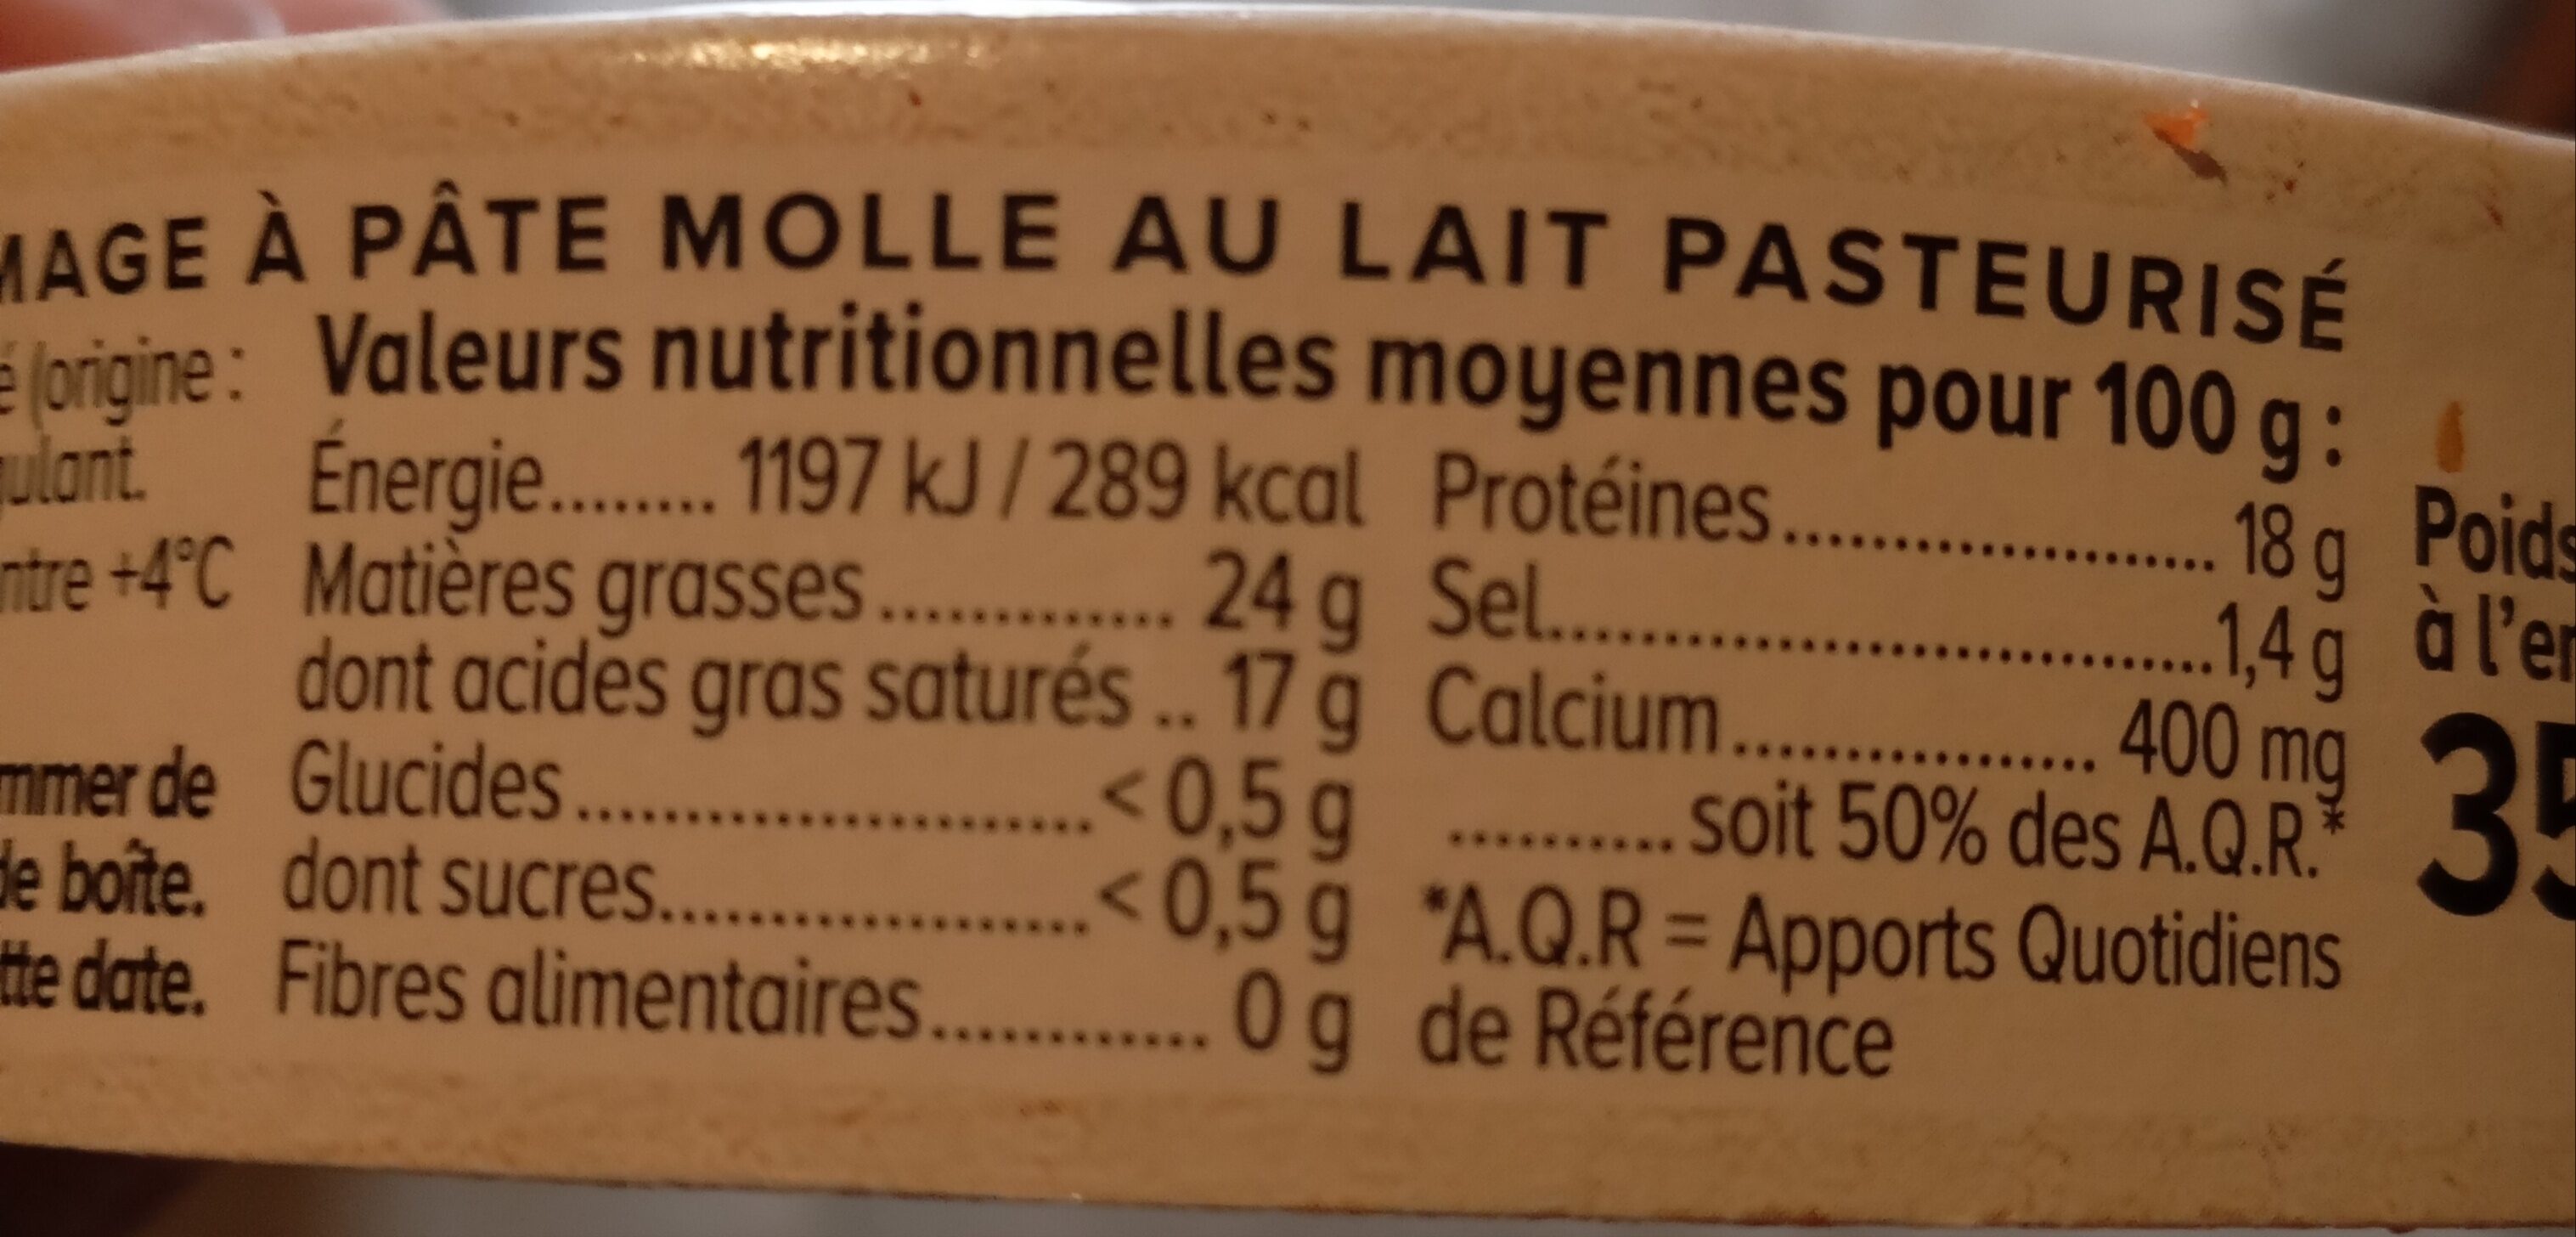 MAGE À PÂTE MOLLE AU LAIT PASTEURISÉ
é (origine :
ulant.
ntre +4°C
mmer de
de boîte.
tte date.
Valeurs nutritionnelles moyennes pour 100 g :
Énergie........ 1197 kJ / 289 kcal
Matières grasses............. 24 g
dont acides gras saturés .. 17 g
Glucides.......................< 0,5 g
dont sucres...................< 0,5 g
Fibres alimentaires............ 0 g
Protéines..................... 18 g
Sel................................1,4 g
Calcium................. 400 mg
.......... soit 50% des A.Q.R.*
*A.Q.R = Apports Quotidiens
de Référence
Poids
à l'e
35